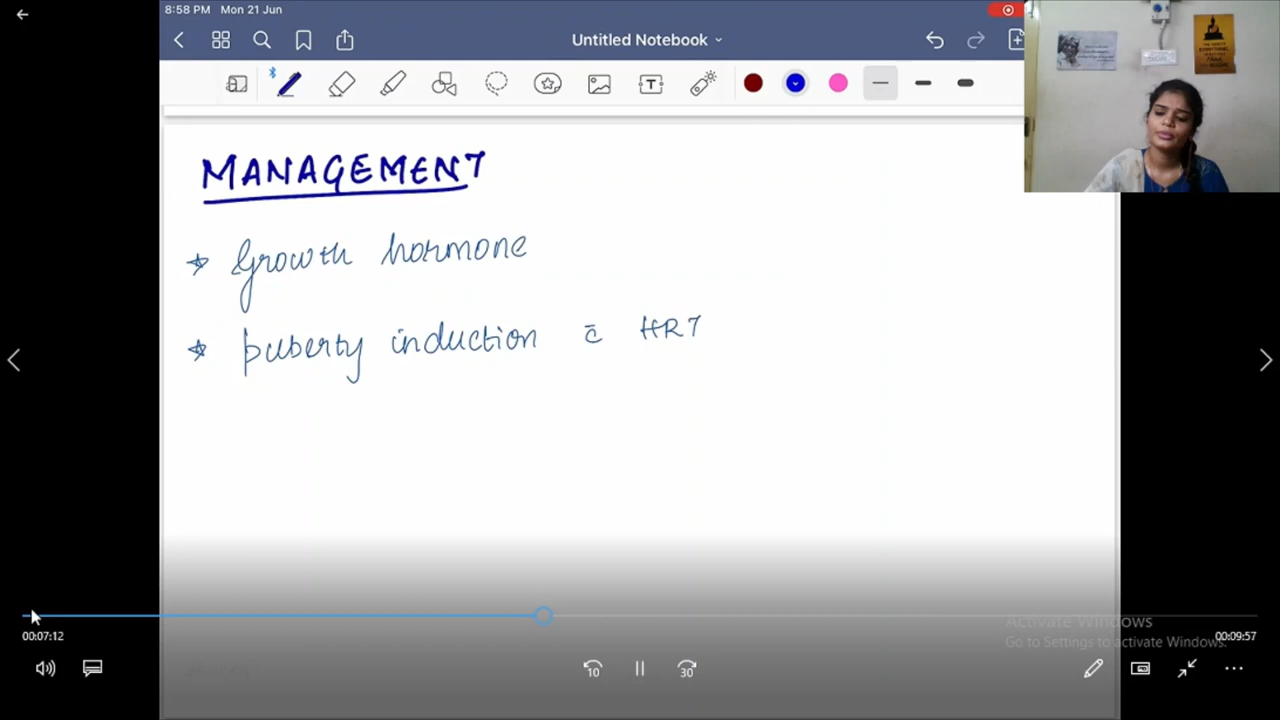 8:58 PM Mon 21 Jun
Untitled Notebook
MANAGEMENT
* Growth hormone
* puberty induction c̄ HRT
Activate Windows
Go to Settings to activate Windows.
00:07:12
00:09:57
10
30